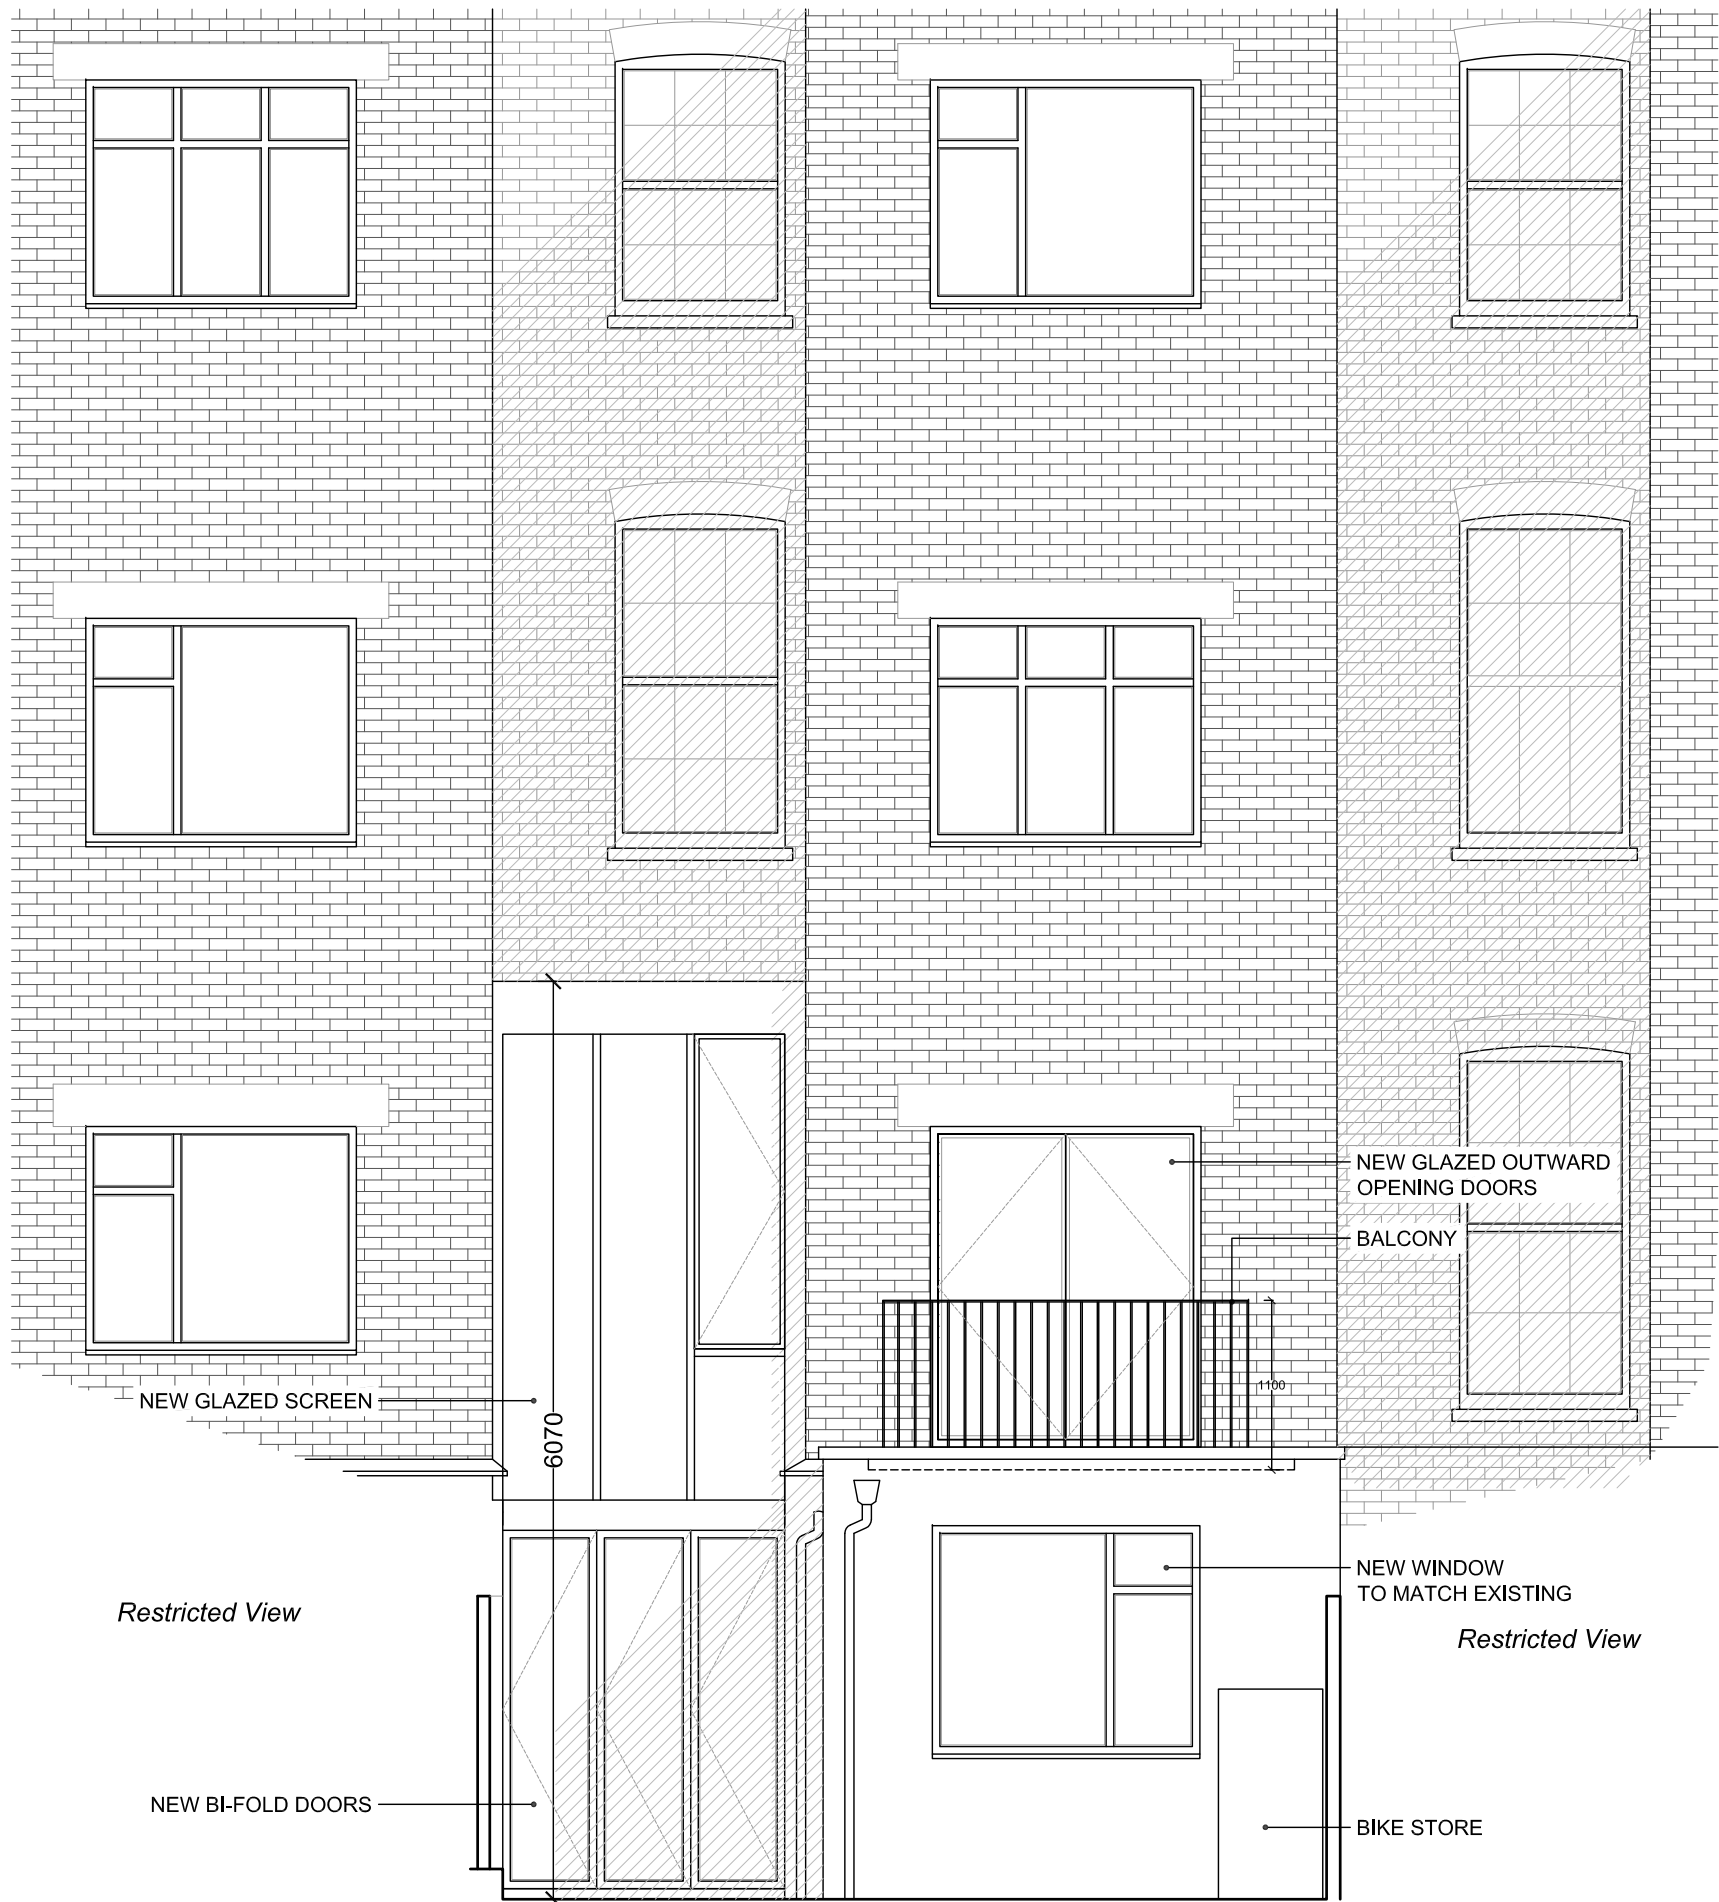 NEW GLAZED OUTWARD
OPENING DOORS
BALCONY
1100
NEW GLAZED SCREEN
6070
NEW WINDOW
TO MATCH EXISTING
Restricted View
Restricted View
NEW BI-FOLD DOORS
BIKE STORE